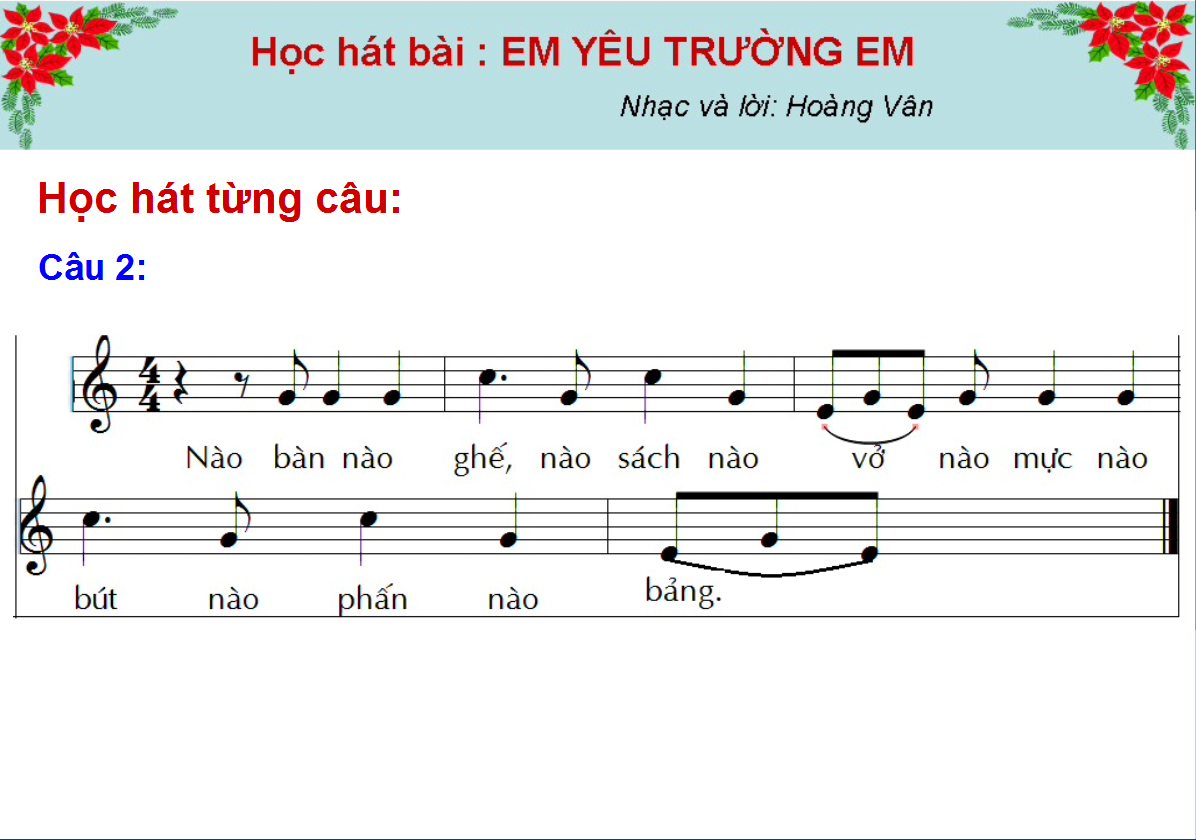 Học hát bài : EM YÊU TRƯỜNG EM
Nhạc và lời: Hoàng Vân
Học hát từng câu:
Câu 2:
4
4
Nào bàn nào ghế, nào sách nào vở nào mực nào
bút nào phấn nào bảng.